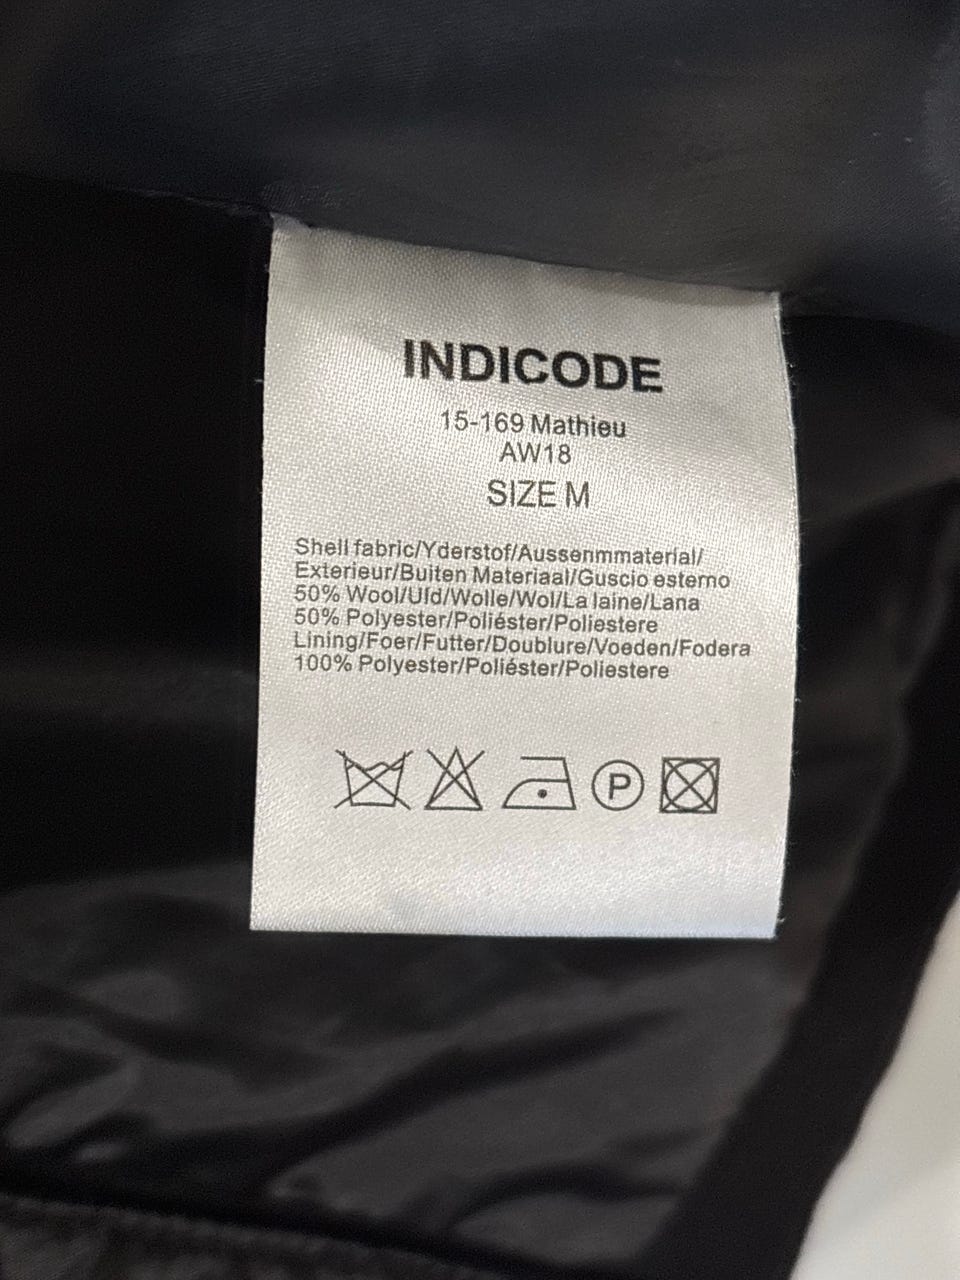 INDICODE
15-169 Mathieu
AW18
SIZE M
Shell fabric/Yderstof/Aussenmmaterial/
Exterieur/Buiten Materiaal/Guscio esterno
50% Wool/Uld/Wolle/Wol/La laine/Lana
50% Polyester/Poliéster/Poliestere
Lining/Foer/Futter/Doublure/Voeden/Fodera
100% Polyester/Poliéster/Poliestere
P